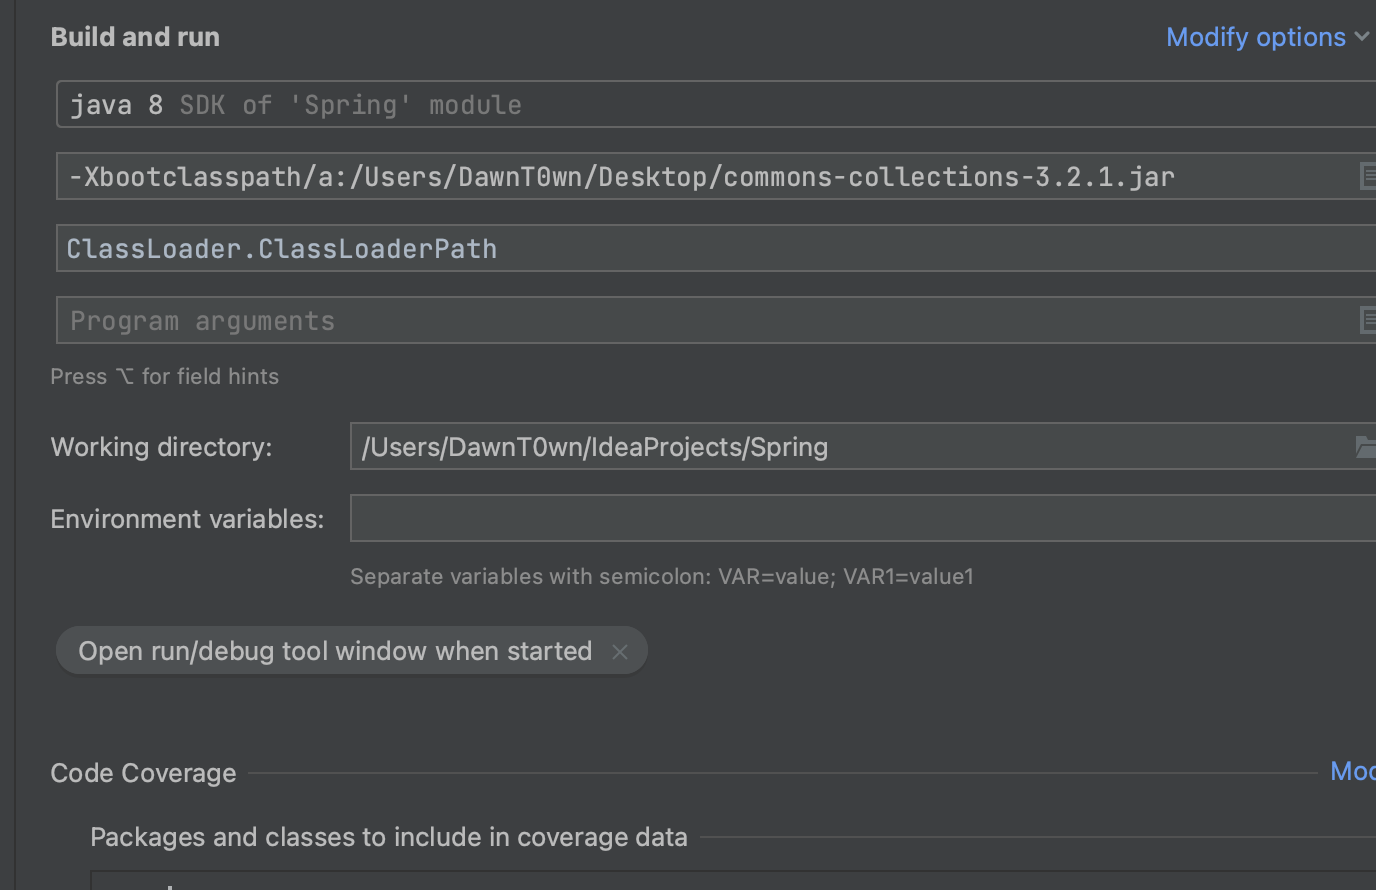 Build and run
Modify options
java 8 SDK of 'Spring' module
-Xbootclasspath/a:/Users/DawnT0wn/Desktop/commons-collections-3.2.1.jar
ClassLoader.ClassLoaderPath
Program arguments
Press ⌥ for field hints
Working directory:
/Users/DawnT0wn/IdeaProjects/Spring
Environment variables:
Separate variables with semicolon: VAR=value; VAR1=value1
Open run/debug tool window when started
Code Coverage
Packages and classes to include in coverage data